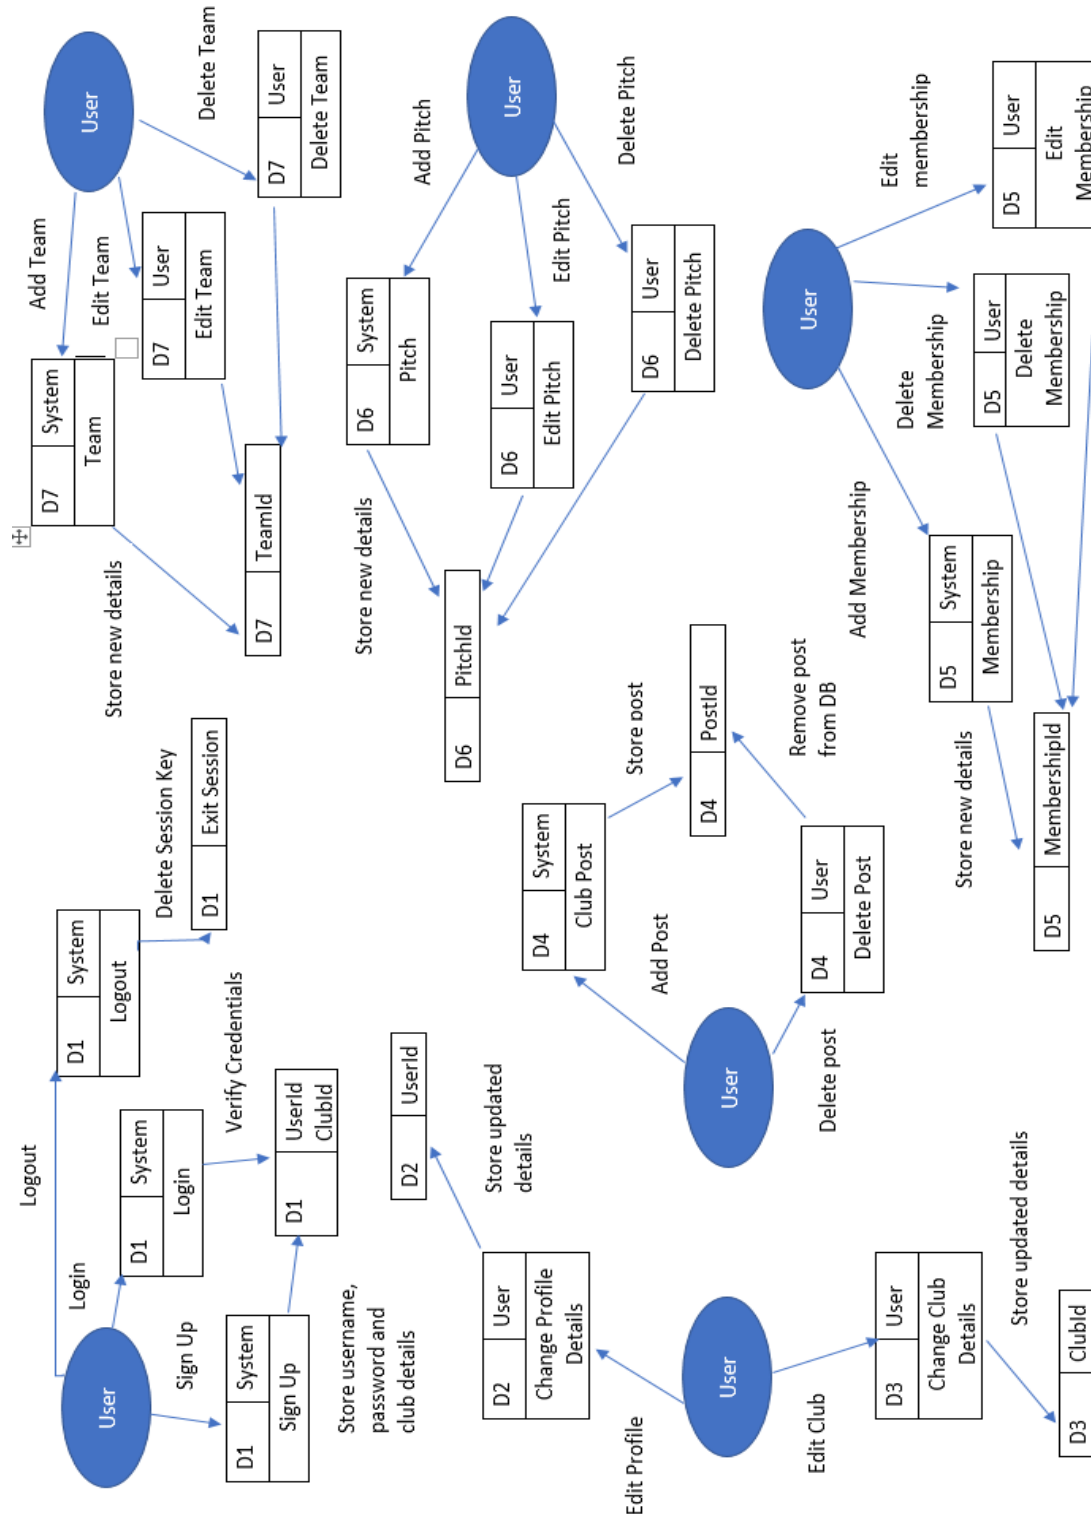 User
Logout
Login
Sign Up
D1
System
Logout
Delete Session Key
D1
Exit Session
D1
System
Login
Verify Credentials
D1
System
Sign Up
D1
UserId
ClubId
Store username,
password and
club details
User
Add Team
Edit Team
Delete Team
D7
System
Team
D7
User
Edit Team
D7
User
Delete Team
Store new details
D7
TeamId
User
Edit Profile
Edit Club
D2
User
Change Profile
Details
Store updated
details
D2
UserId
D3
User
Change Club
Details
Store updated details
D3
ClubId
User
Add Post
Delete post
D4
System
Club Post
Store post
D4
PostId
D4
User
Delete Post
Remove post
from DB
User
Add Pitch
Edit Pitch
Delete Pitch
D6
System
Pitch
D6
User
Edit Pitch
D6
User
Delete Pitch
Store new details
D6
PitchId
User
Add Membership
Delete
Membership
Edit
membership
D5
System
Membership
D5
User
Delete
Membership
D5
User
Edit
Membership
Store new details
D5
MembershipId